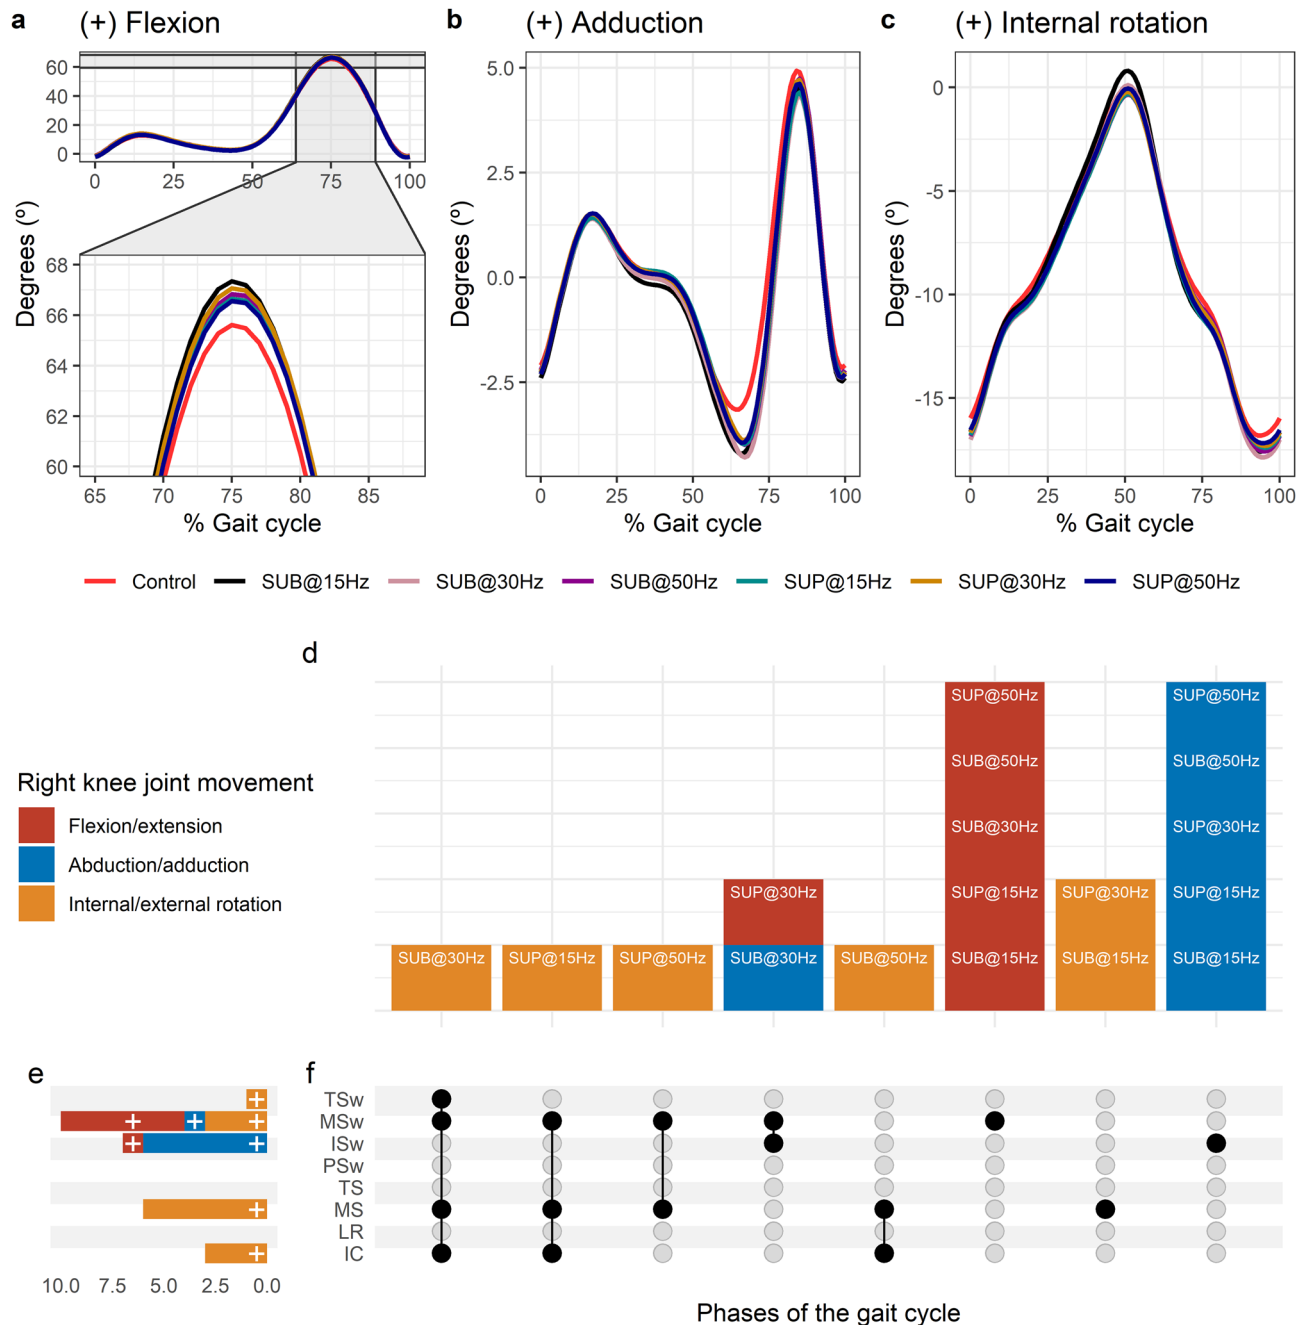 a (+) Flexion
b (+) Adduction
c (+) Internal rotation
Degrees (º)
60
40
20
0
0 25 50 75 100
68
66
64
62
60
65 70 75 80 85
% Gait cycle
Degrees (º)
5.0
2.5
0.0
-2.5
0 25 50 75 100
% Gait cycle
Degrees (º)
0
-5
-10
-15
0 25 50 75 100
% Gait cycle
Control SUB@15Hz SUB@30Hz SUB@50Hz SUP@15Hz SUP@30Hz SUP@50Hz
d
Right knee joint movement
Flexion/extension
Abduction/adduction
Internal/external rotation
SUB@30Hz
SUP@15Hz
SUP@50Hz
SUP@30Hz
SUB@30Hz
SUB@50Hz
SUP@50Hz
SUB@50Hz
SUB@30Hz
SUP@15Hz
SUB@15Hz
SUP@30Hz
SUB@15Hz
SUP@50Hz
SUB@50Hz
SUP@30Hz
SUP@15Hz
SUB@15Hz
e
10.0 7.5 5.0 2.5 0.0
f
TSw
MSw
ISw
PSw
TS
MS
LR
IC
Phases of the gait cycle